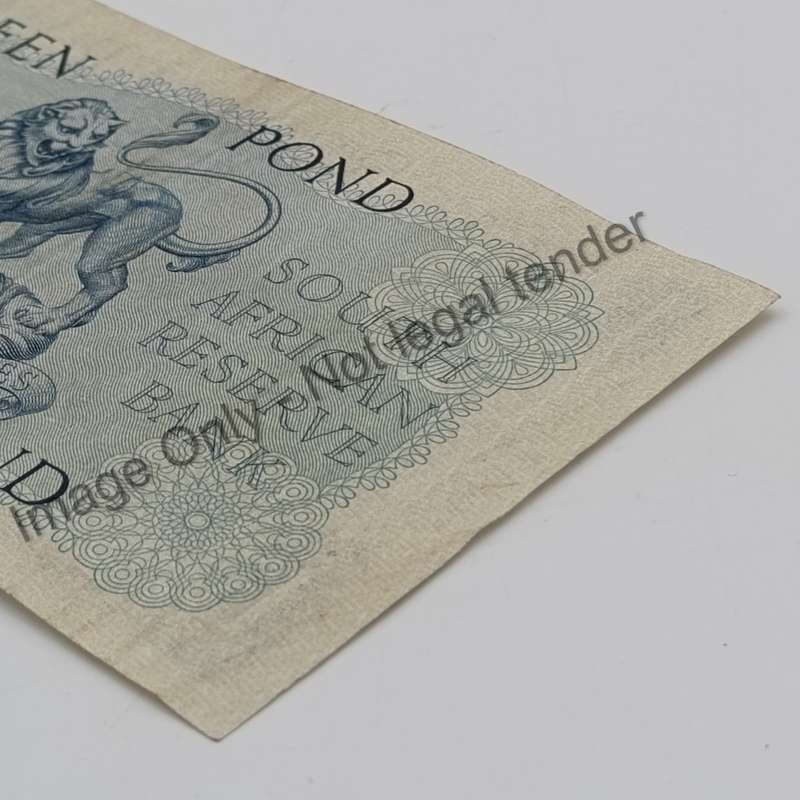 EEN POND
SOUTH
AFRICAN
RESERVE
BANK
Image Only - Not legal tender